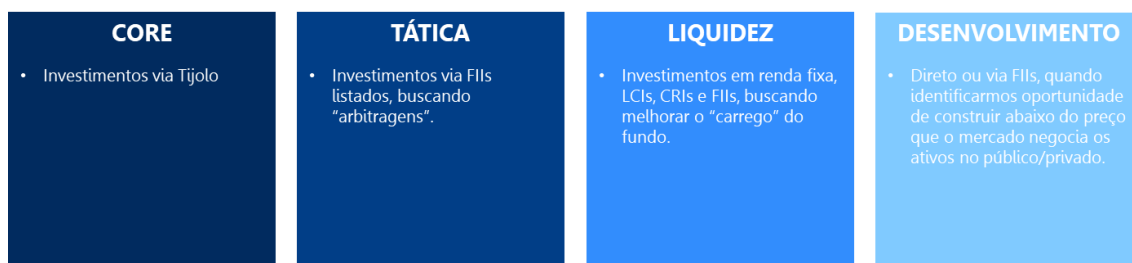 CORE
• Investimentos via Tijolo
TÁTICA
• Investimentos via FIIs
listados, buscando
“arbitragens”.
LIQUIDEZ
• Investimentos em renda fixa,
LCIs, CRIs e FIIs, buscando
melhorar o “carrego” do
fundo.
DESENVOLVIMENTO
• Direto ou via FIIs, quando
identificarmos oportunidade
de construir abaixo do preço
que o mercado negocia os
ativos no público/privado.